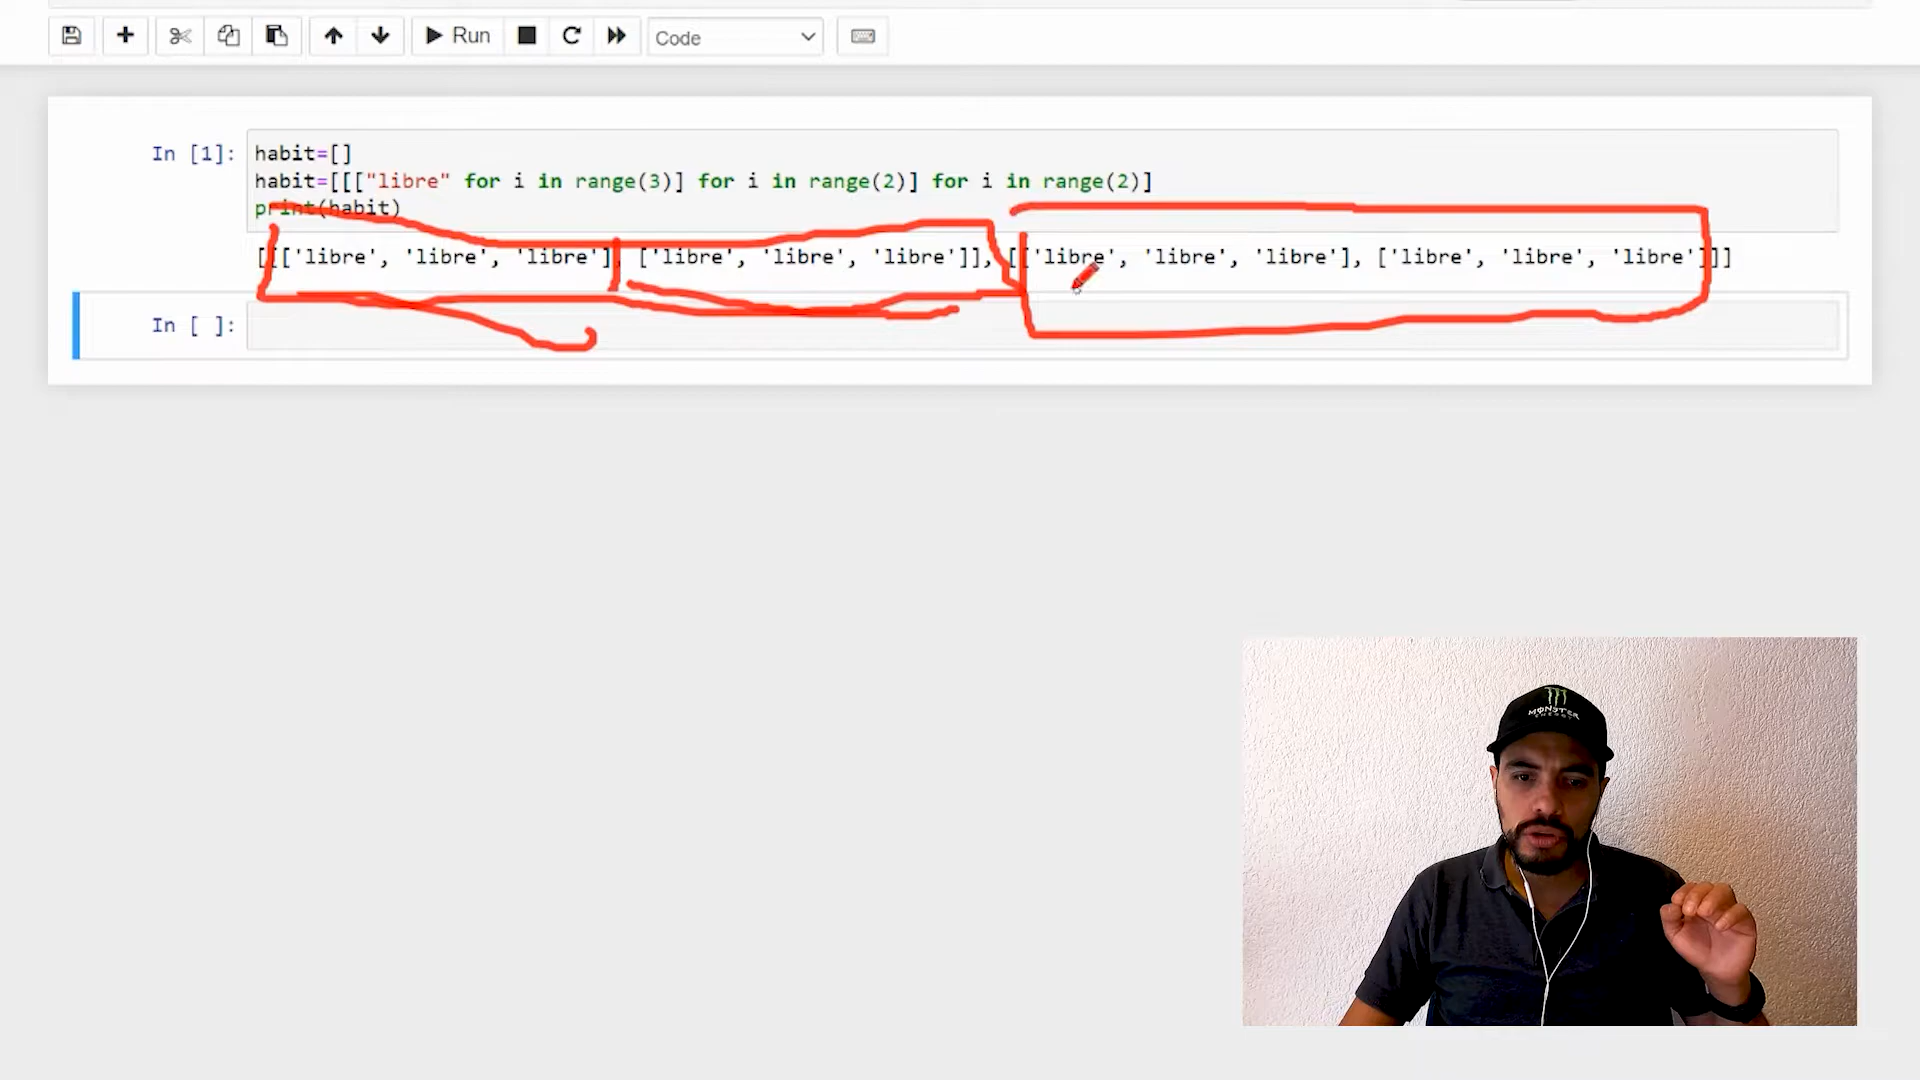 Run
Code
In [1]:
habit=[]
habit=[[["libre" for i in range(3)] for i in range(2)] for i in range(2)]
print(habit)
[[['libre', 'libre', 'libre'], ['libre', 'libre', 'libre']], [['libre', 'libre', 'libre'], ['libre', 'libre', 'libre']]]
In [ ]:
MONSTER
ENERGY